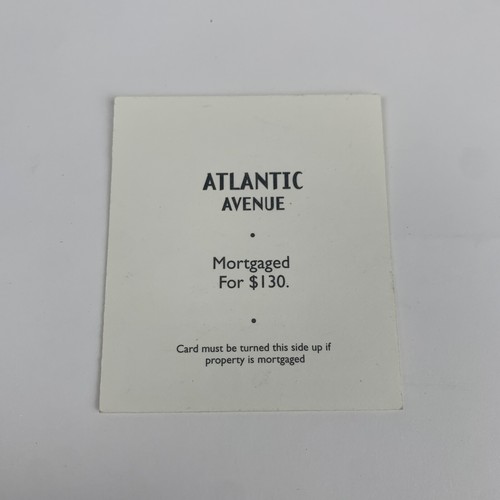 ATLANTIC
AVENUE
•
Mortgaged
For $130.
•
Card must be turned this side up if
property is mortgaged